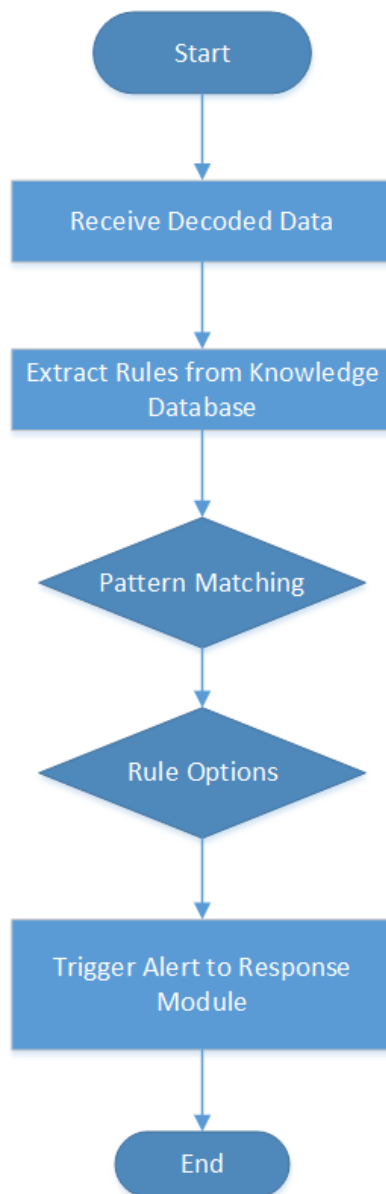 Start
Receive Decoded Data
Extract Rules from Knowledge
Database
Pattern Matching
Rule Options
Trigger Alert to Response
Module
End